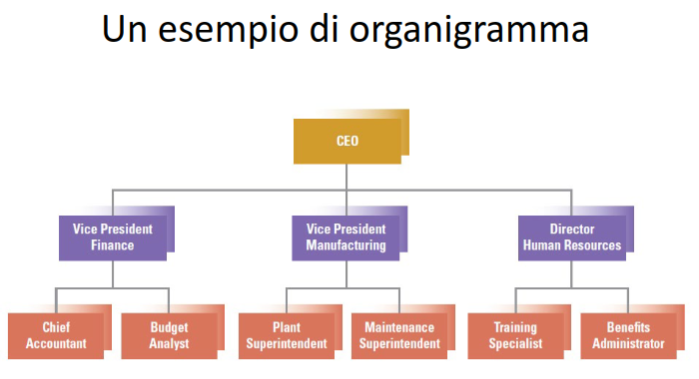 Un esempio di organigramma
CEO
Vice President
Finance
Vice President
Manufacturing
Director
Human Resources
Chief
Accountant
Budget
Analyst
Plant
Superintendent
Maintenance
Superintendent
Training
Specialist
Benefits
Administrator